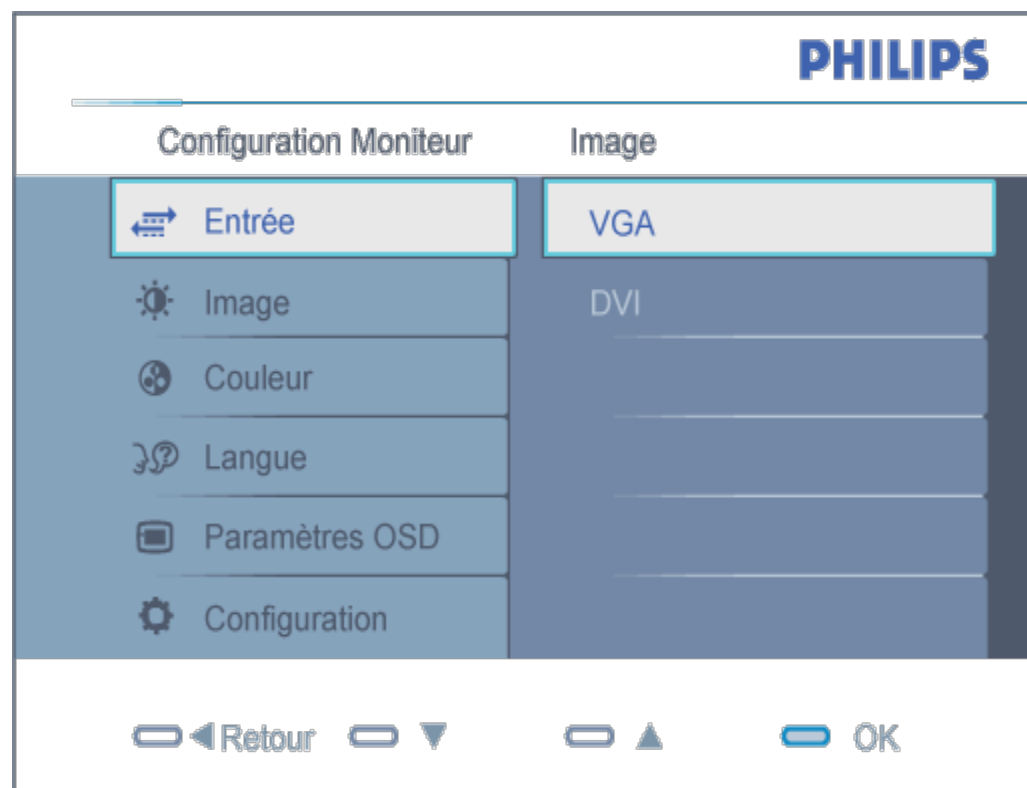 PHILIPS
Configuration Moniteur Image
Entrée VGA
Image DVI
Couleur
Langue
Paramètres OSD
Configuration
Retour OK